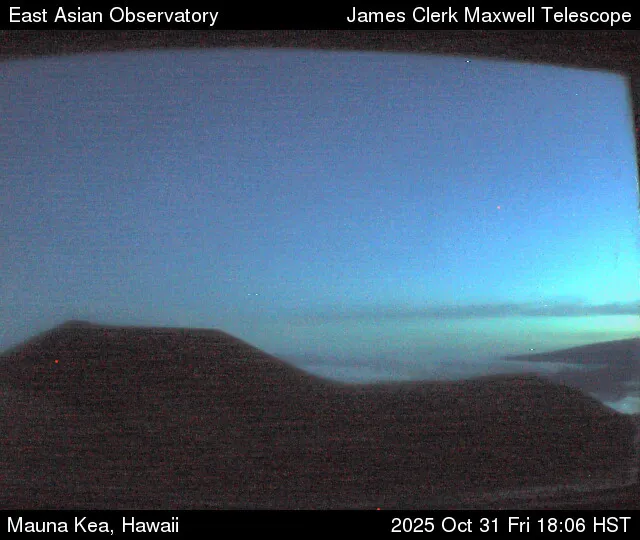 East Asian Observatory
James Clerk Maxwell Telescope
Mauna Kea, Hawaii
2025 Oct 31 Fri 18:06 HST